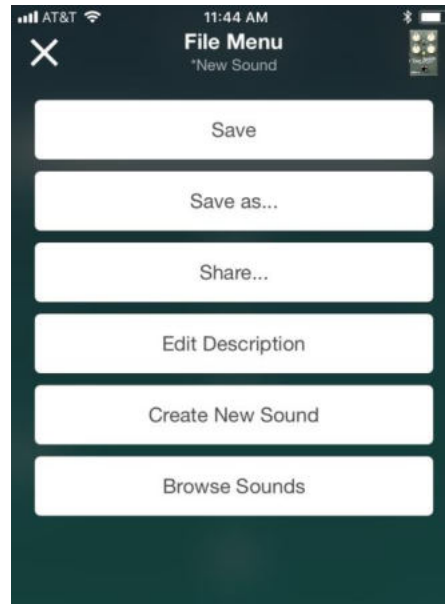 AT&T 11:44 AM
File Menu
*New Sound
Save
Save as...
Share...
Edit Description
Create New Sound
Browse Sounds